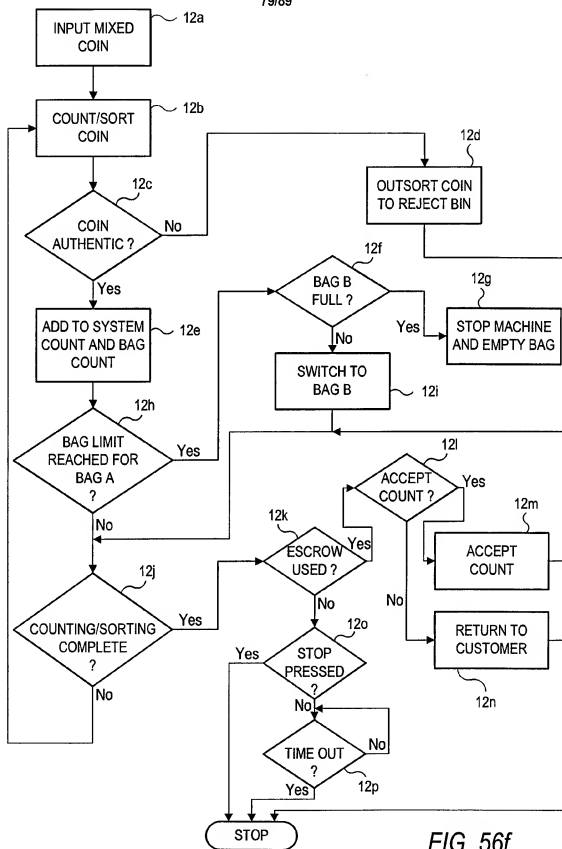 79/89
12a
INPUT MIXED
COIN
12b
COUNT/SORT
COIN
12c
COIN
AUTHENTIC ?
No
Yes
12d
OUTSORT COIN
TO REJECT BIN
12e
ADD TO SYSTEM
COUNT AND BAG
COUNT
12f
BAG B
FULL ?
Yes
No
12g
STOP MACHINE
AND EMPTY BAG
SWITCH TO
BAG B
12i
12h
BAG LIMIT
REACHED FOR
BAG A
?
Yes
No
12j
COUNTING/SORTING
COMPLETE
?
Yes
No
12k
ESCROW
USED ?
Yes
No
12l
ACCEPT
COUNT ?
Yes
No
12m
ACCEPT
COUNT
RETURN TO
CUSTOMER
12n
12o
STOP
PRESSED
?
Yes
No
TIME OUT
?
No
12p
Yes
STOP
FIG. 56f